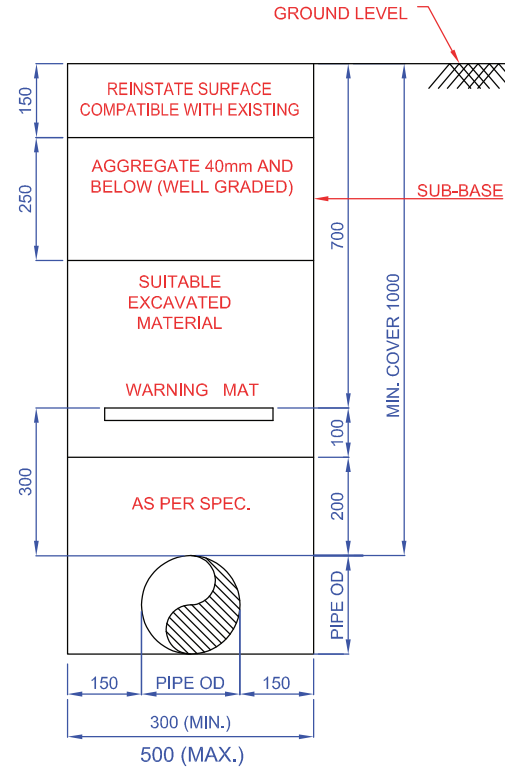 GROUND LEVEL
150
REINSTATE SURFACE
COMPATIBLE WITH EXISTING
250
AGGREGATE 40mm AND
BELOW (WELL GRADED)
SUB-BASE
700
MIN. COVER 1000
SUITABLE
EXCAVATED
MATERIAL
WARNING MAT
300
100
200
AS PER SPEC.
PIPE OD
150
PIPE OD
150
300 (MIN.)
500 (MAX.)